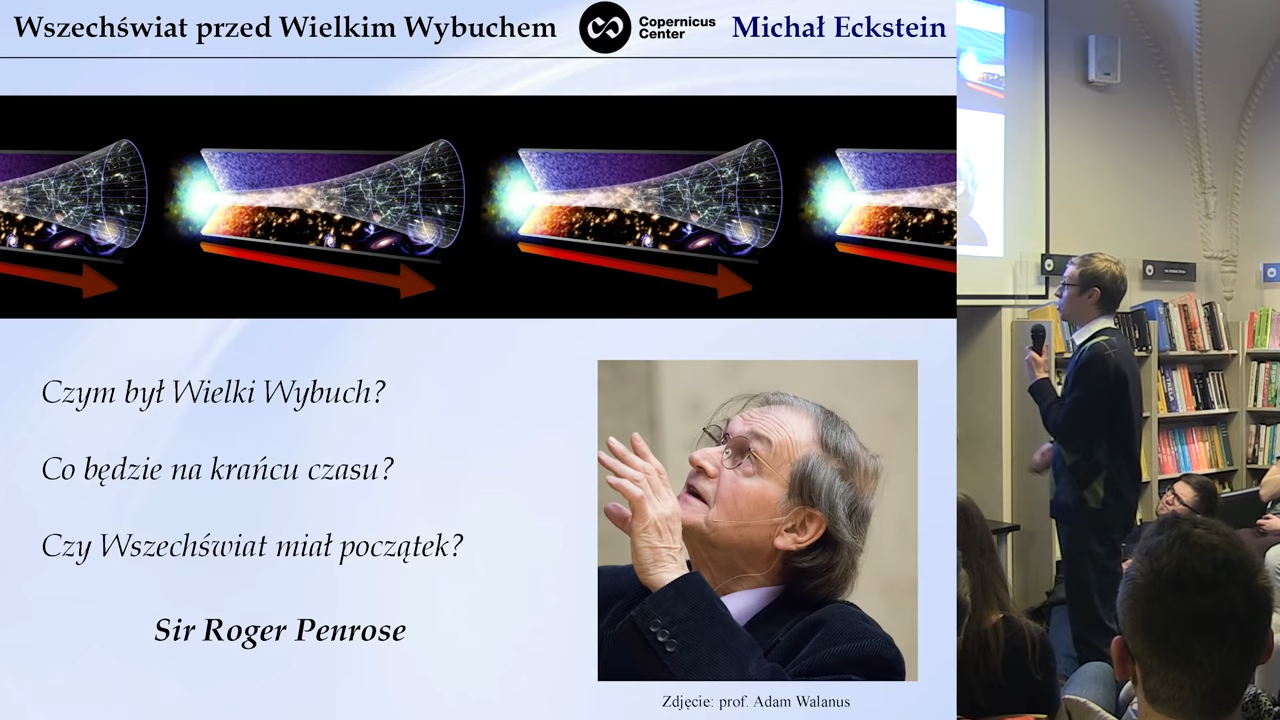 Wszechświat przed Wielkim Wybuchem
Copernicus
Center
Michał Eckstein
Czym był Wielki Wybuch?
Co będzie na krańcu czasu?
Czy Wszechświat miał początek?
Sir Roger Penrose
Zdjęcie: prof. Adam Walanus